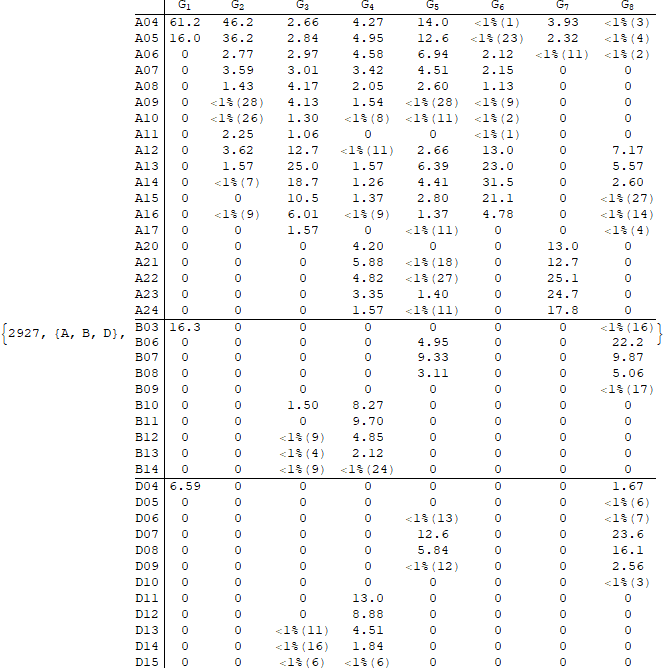 G1 G2 G3 G4 G5 G6 G7 G8
A04 61.2 46.2 2.66 4.27 14.0 <1%(1) 3.93 <1%(3)
A05 16.0 36.2 2.84 4.95 12.6 <1%(23) 2.32 <1%(4)
A06 0 2.77 2.97 4.58 6.94 2.12 <1%(11) <1%(2)
A07 0 3.59 3.01 3.42 4.51 2.15 0 0
A08 0 1.43 4.17 2.05 2.60 1.13 0 0
A09 0 <1%(28) 4.13 1.54 <1%(28) <1%(9) 0 0
A10 0 <1%(26) 1.30 <1%(8) <1%(11) <1%(2) 0 0
A11 0 2.25 1.06 0 0 <1%(1) 0 0
A12 0 3.62 12.7 <1%(11) 2.66 13.0 0 7.17
A13 0 1.57 25.0 1.57 6.39 23.0 0 5.57
A14 0 <1%(7) 18.7 1.26 4.41 31.5 0 2.60
A15 0 0 10.5 1.37 2.80 21.1 0 <1%(27)
A16 0 <1%(9) 6.01 <1%(9) 1.37 4.78 0 <1%(14)
A17 0 0 1.57 0 <1%(11) 0 0 <1%(4)
A20 0 0 0 4.20 0 0 13.0 0
A21 0 0 0 5.88 <1%(18) 0 12.7 0
A22 0 0 0 4.82 <1%(27) 0 25.1 0
A23 0 0 0 3.35 1.40 0 24.7 0
A24 0 0 0 1.57 <1%(11) 0 17.8 0
{2927, {A, B, D}, B03 16.3 0 0 0 0 0 0 <1%(16) }
B06 0 0 0 0 4.95 0 0 22.2
B07 0 0 0 0 9.33 0 0 9.87
B08 0 0 0 0 3.11 0 0 5.06
B09 0 0 0 0 0 0 0 <1%(17)
B10 0 0 1.50 8.27 0 0 0 0
B11 0 0 0 9.70 0 0 0 0
B12 0 0 <1%(9) 4.85 0 0 0 0
B13 0 0 <1%(4) 2.12 0 0 0 0
B14 0 0 <1%(9) <1%(24) 0 0 0 0
D04 6.59 0 0 0 0 0 0 1.67
D05 0 0 0 0 0 0 0 <1%(6)
D06 0 0 0 0 <1%(13) 0 0 <1%(7)
D07 0 0 0 0 12.6 0 0 23.6
D08 0 0 0 0 5.84 0 0 16.1
D09 0 0 0 0 <1%(12) 0 0 2.56
D10 0 0 0 0 0 0 0 <1%(3)
D11 0 0 0 13.0 0 0 0 0
D12 0 0 0 8.88 0 0 0 0
D13 0 0 <1%(11) 4.51 0 0 0 0
D14 0 0 <1%(16) 1.84 0 0 0 0
D15 0 0 <1%(6) <1%(6) 0 0 0 0